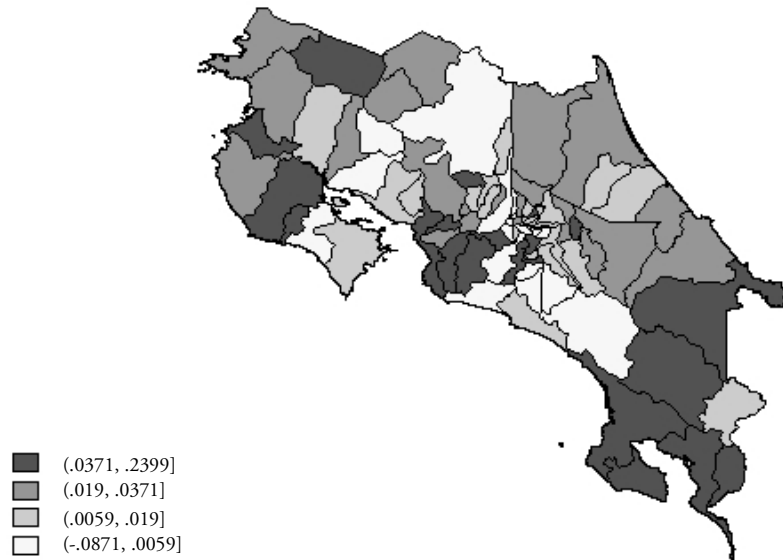 (.0371, .2399]
(.019, .0371]
(.0059, .019]
(-.0871, .0059]